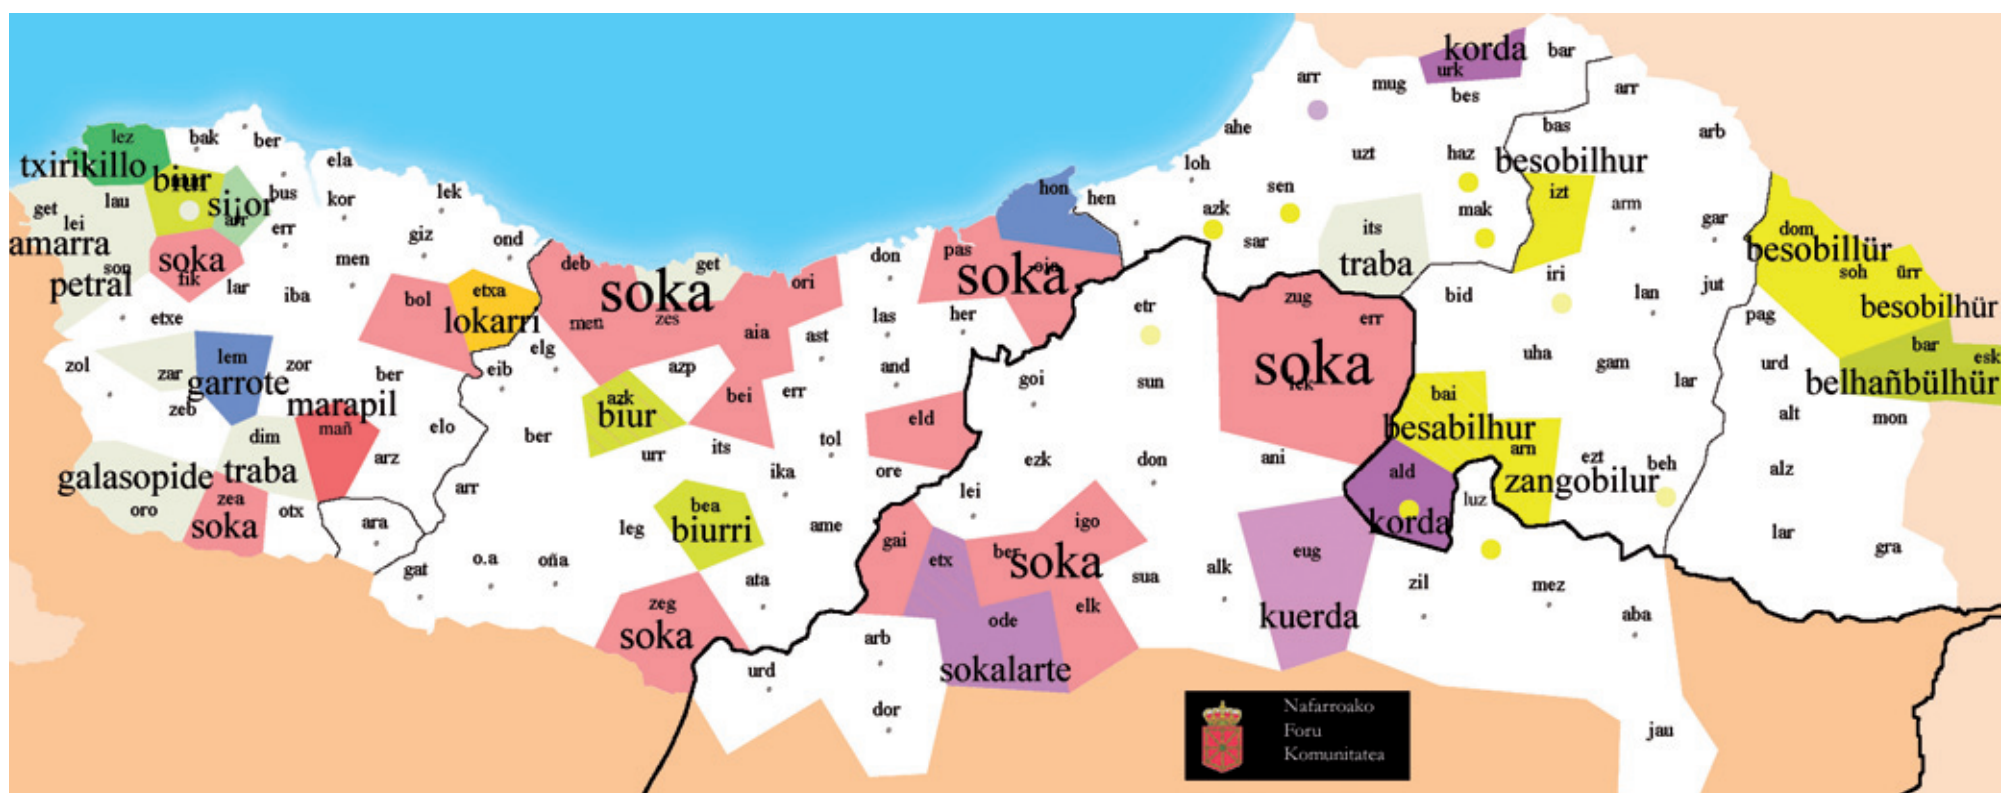 korda
bar
urk
arr
mug
bes
arr
ahe
bas
arb
lez
bak
ber
ela
uzt
haz
besobilhur
txirikillo
biur
loh
sen
hon
hen
izt
get
lei
lau
sijor
bus
kor
lek
azk
mak
arm
gar
err
giz
ond
its
sar
dom
amarra
soka
pas
don
traba
besobillür
son
petral
fik
lar
men
deb
get
ori
soka
soh
ürr
iri
bid
iba
bol
etxa
soka
zug
lan
jut
besobilhür
etxe
lokarri
men
zes
aia
ast
las
her
etr
err
pag
zol
zar
lem
zor
elg
eib
azp
and
goi
sun
soka
uha
gam
lar
urd
bar
esk
garrote
ber
belhañbülhür
zeb
marapil
azk
biur
bei
err
eld
bai
alt
mon
dim
mañ
elo
ber
its
tol
besabilhur
arn
galasopide
traba
arz
urr
ika
ore
ezk
don
ani
ald
ezt
beh
alz
zangobilur
oro
zea
soka
otx
ara
arr
bea
biurri
leg
ame
lei
igo
luz
korda
lar
gra
gat
o.a
oña
ata
gai
etx
ber
soka
sua
alk
eug
zil
mez
zeg
soka
arb
ode
elk
kuerda
aba
urd
sokalarte
dor
jau
Nafarroako
Foru
Komunitatea